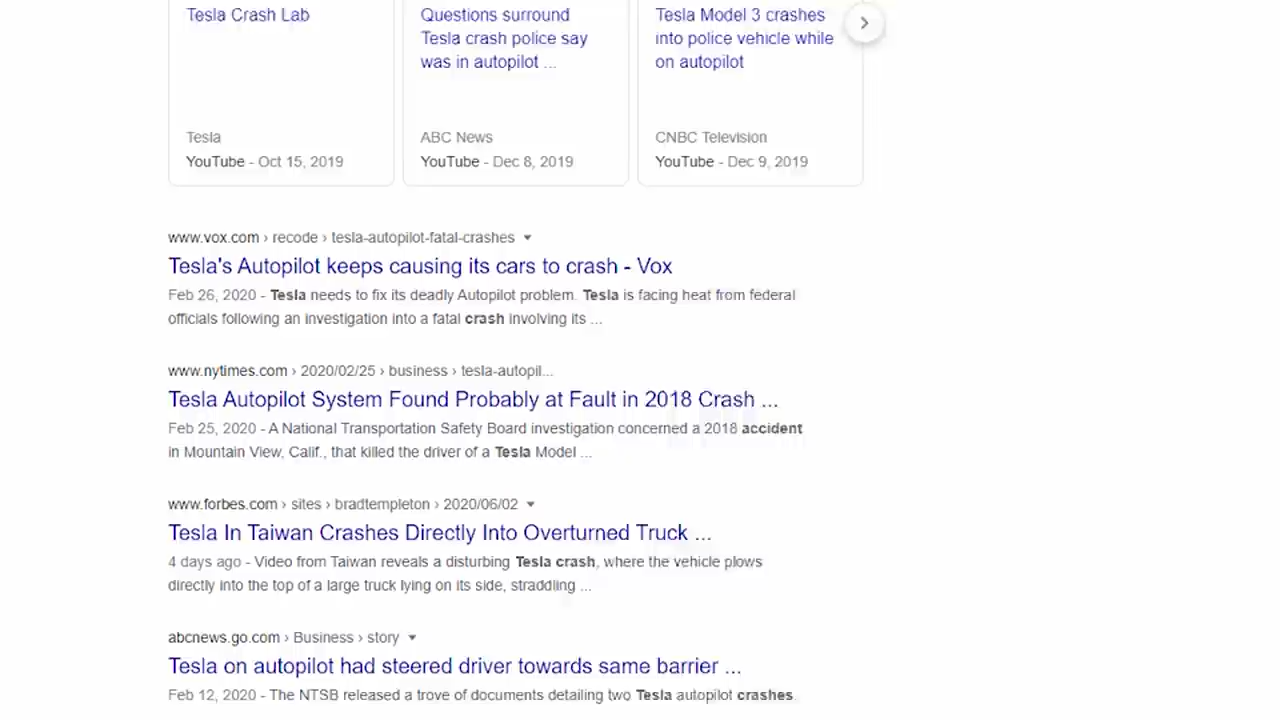 Tesla Crash Lab
Questions surround
Tesla crash police say
was in autopilot ...
Tesla Model 3 crashes
into police vehicle while
on autopilot
Tesla
YouTube - Oct 15, 2019
ABC News
YouTube - Dec 8, 2019
CNBC Television
YouTube - Dec 9, 2019
www.vox.com › recode › tesla-autopilot-fatal-crashes
Tesla's Autopilot keeps causing its cars to crash - Vox
Feb 26, 2020 - Tesla needs to fix its deadly Autopilot problem. Tesla is facing heat from federal
officials following an investigation into a fatal crash involving its ...
www.nytimes.com › 2020/02/25 › business › tesla-autopil...
Tesla Autopilot System Found Probably at Fault in 2018 Crash ...
Feb 25, 2020 - A National Transportation Safety Board investigation concerned a 2018 accident
in Mountain View, Calif., that killed the driver of a Tesla Model ...
www.forbes.com › sites › bradtempleton › 2020/06/02
Tesla In Taiwan Crashes Directly Into Overturned Truck ...
4 days ago - Video from Taiwan reveals a disturbing Tesla crash, where the vehicle plows
directly into the top of a large truck lying on its side, straddling ...
abcnews.go.com › Business › story
Tesla on autopilot had steered driver towards same barrier ...
Feb 12, 2020 - The NTSB released a trove of documents detailing two Tesla autopilot crashes.